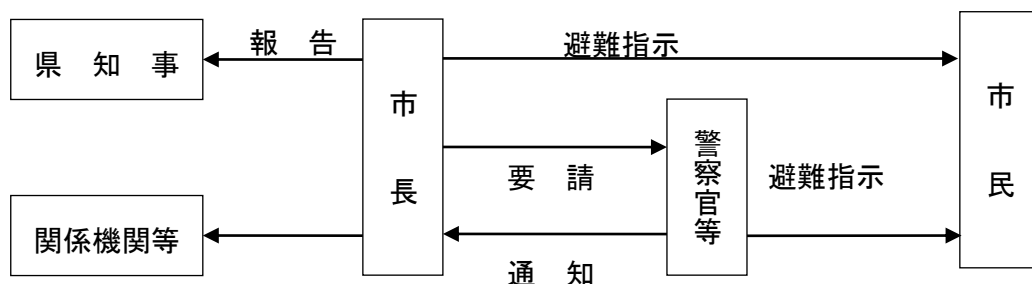 県 知 事
報 告
市長
避難指示
市民
要 請
警察官等
避難指示
関係機関等
通 知